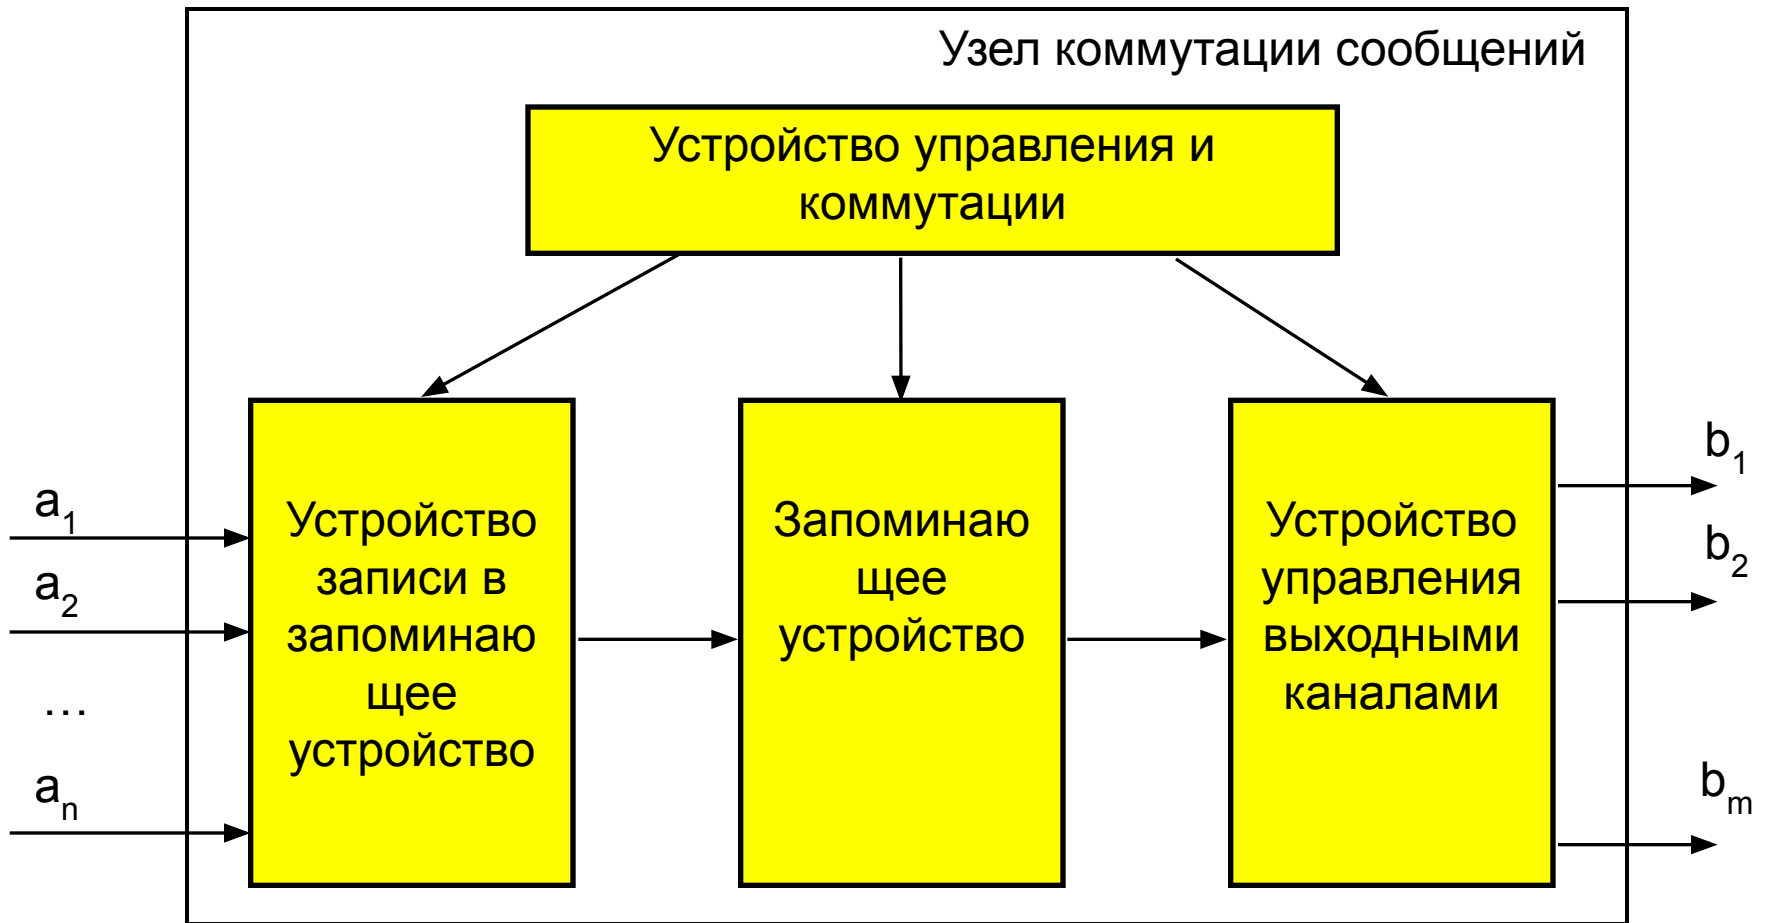 Узел коммутации сообщений
Устройство управления и
коммутации
a1
a2
…
an
Устройство
записи в
запоминаю
щее
устройство
Запоминаю
щее
устройство
Устройство
управления
выходными
каналами
b1
b2
bm